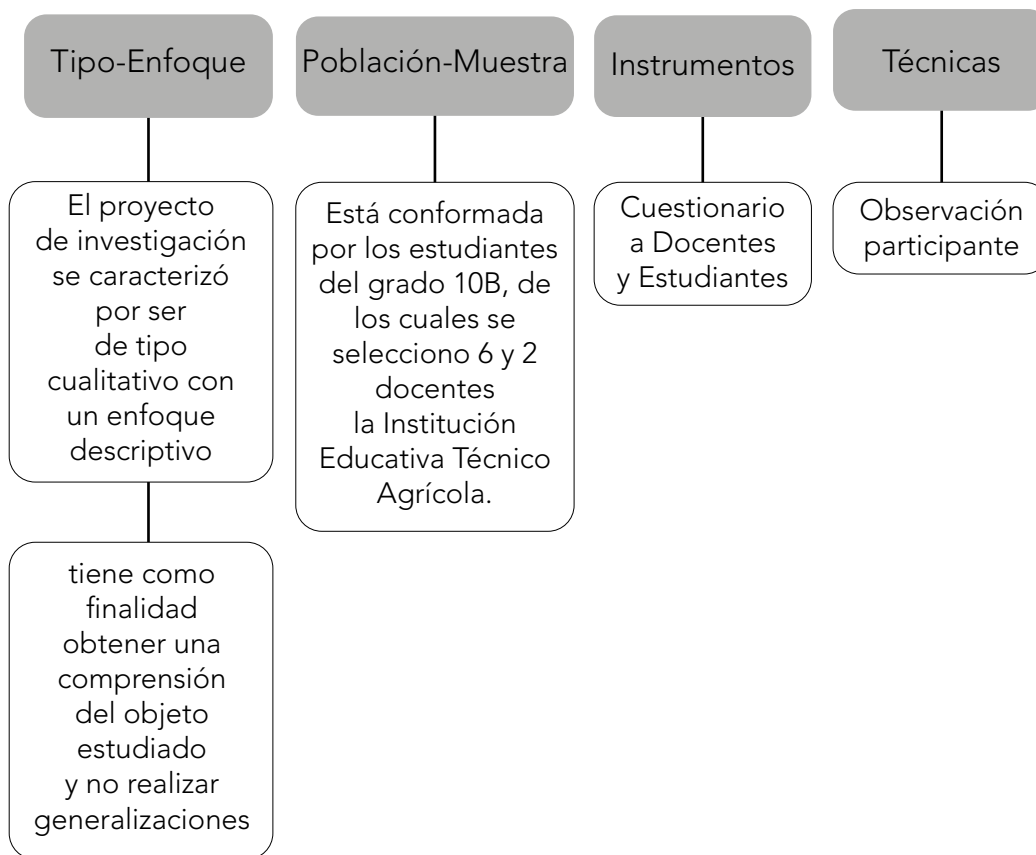 Tipo-Enfoque
El proyecto
de investigación
se caracterizó
por ser
de tipo
cualitativo con
un enfoque
descriptivo
tiene como
finalidad
obtener una
comprensión
del objeto
estudiado
y no realizar
generalizaciones
Población-Muestra
Está conformada
por los estudiantes
del grado 10B, de
los cuales se
selecciono 6 y 2
docentes
la Institución
Educativa Técnico
Agrícola.
Instrumentos
Cuestionario
a Docentes
y Estudiantes
Técnicas
Observación
participante